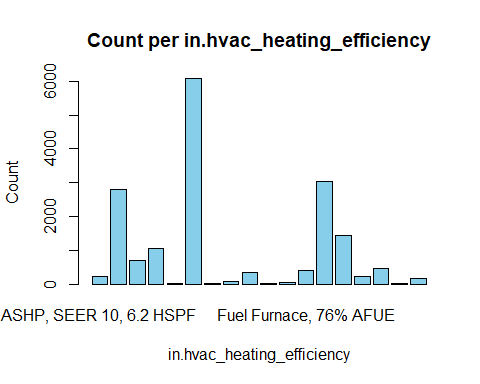 Count per in.hvac_heating_efficiency
6000
4000
2000
0
Count
ASHP, SEER 10, 6.2 HSPF
Fuel Furnace, 76% AFUE
in.hvac_heating_efficiency